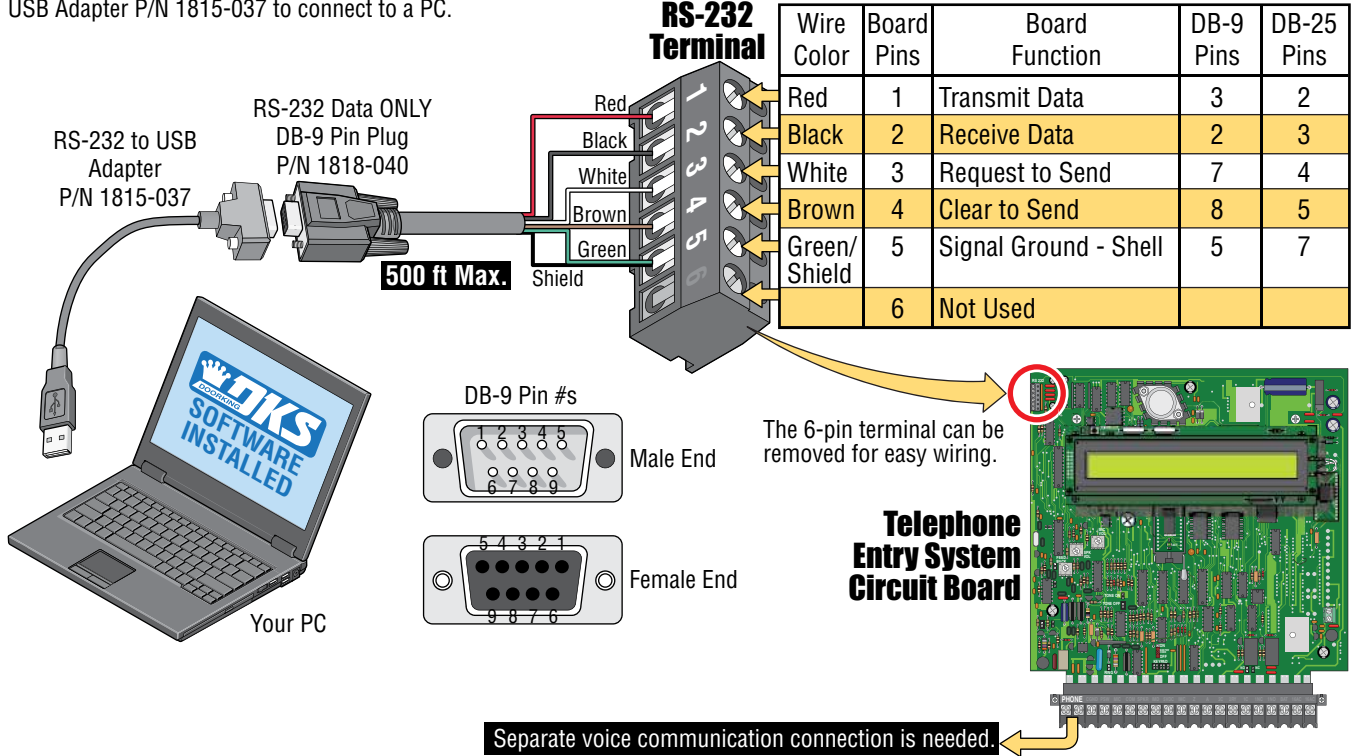 USB Adapter P/N 1815-037 to connect to a PC.
RS-232
Terminal
Wire Color
Board Pins
Board Function
DB-9 Pins
DB-25 Pins
Red 1 Transmit Data 3 2
Black 2 Receive Data 2 3
White 3 Request to Send 7 4
Brown 4 Clear to Send 8 5
Green/ 5 Signal Ground - Shell 5 7
Shield
6 Not Used
RS-232 to USB
Adapter
P/N 1815-037
RS-232 Data ONLY
DB-9 Pin Plug
P/N 1818-040
Red
Black
White
Brown
Green
Shield
500 ft Max.
1
2
3
4
5
6
DOORKING
DKS
SOFTWARE
INSTALLED
Your PC
DB-9 Pin #s
1 2 3 4 5
6 7 8 9
Male End
5 4 3 2 1
9 8 7 6
Female End
The 6-pin terminal can be
removed for easy wiring.
Telephone
Entry System
Circuit Board
PHONE
Separate voice communication connection is needed.